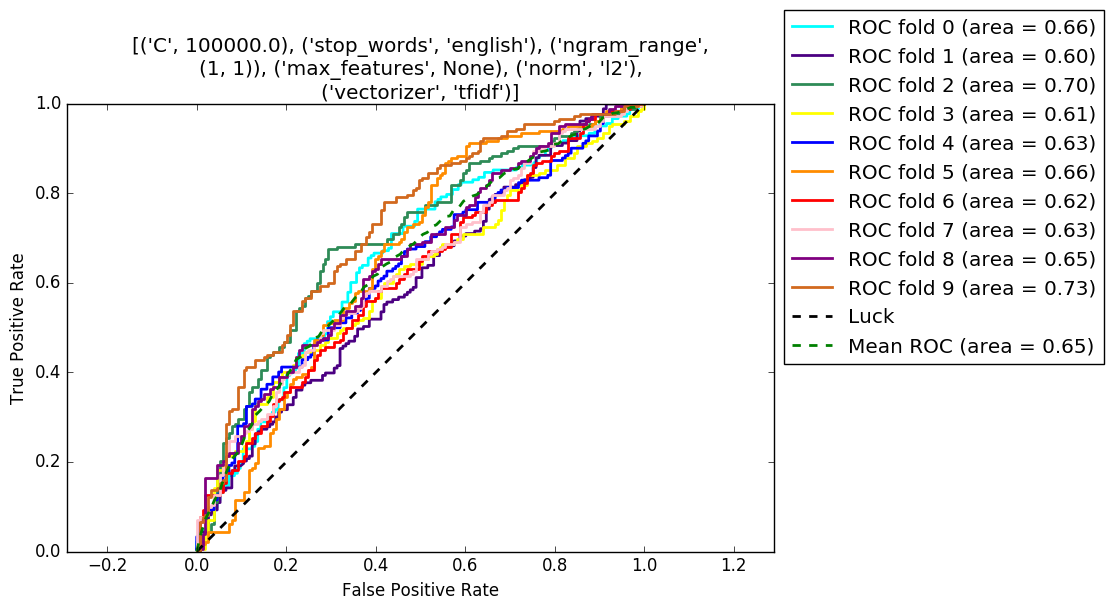 [('C', 100000.0), ('stop_words', 'english'), ('ngram_range',
(1, 1)), ('max_features', None), ('norm', 'l2'),
('vectorizer', 'tfidf')]
1.0
0.8
0.6
0.4
0.2
0.0
True Positive Rate
−0.2 0.0 0.2 0.4 0.6 0.8 1.0 1.2
False Positive Rate
ROC fold 0 (area = 0.66)
ROC fold 1 (area = 0.60)
ROC fold 2 (area = 0.70)
ROC fold 3 (area = 0.61)
ROC fold 4 (area = 0.63)
ROC fold 5 (area = 0.66)
ROC fold 6 (area = 0.62)
ROC fold 7 (area = 0.63)
ROC fold 8 (area = 0.65)
ROC fold 9 (area = 0.73)
Luck
Mean ROC (area = 0.65)